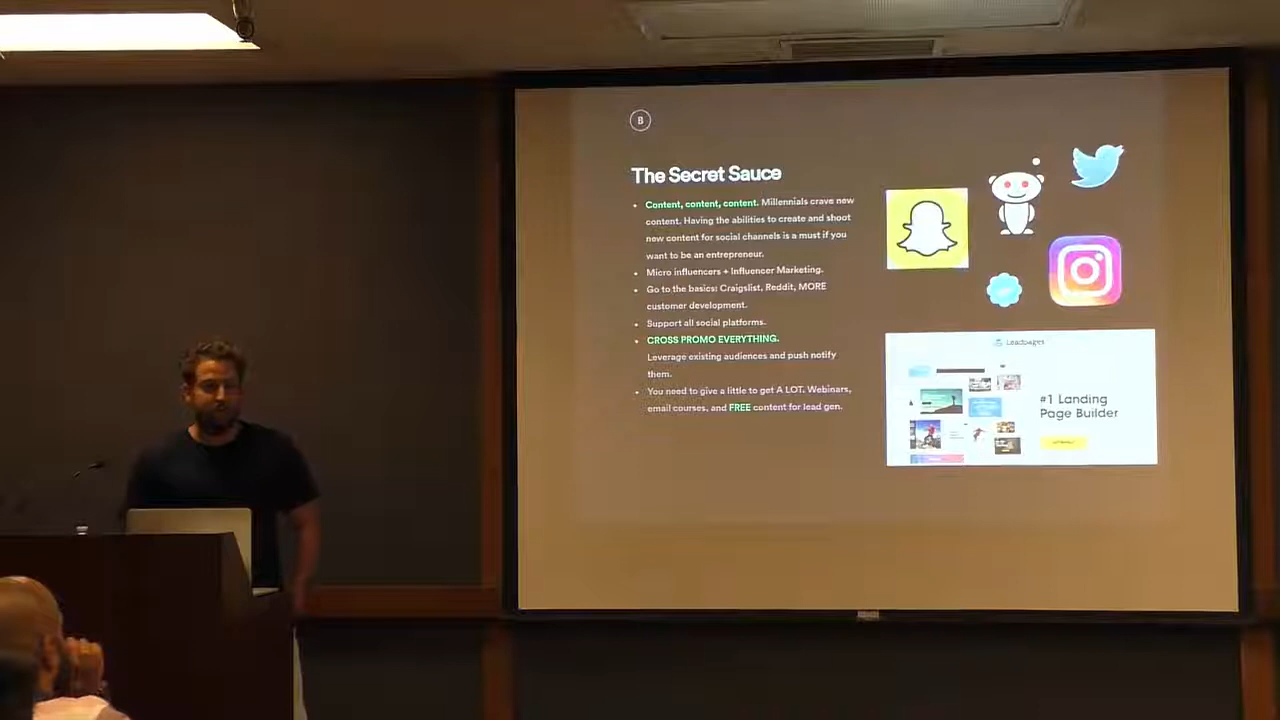 B
The Secret Sauce
Content, content, content. Millennials crave new
content. Having the abilities to create and shoot
new content for social channels is a must if you
want to be an entrepreneur.
Micro influencers + Influencer Marketing.
Go to the basics: Craigslist, Reddit, MORE
customer development.
Support all social platforms.
CROSS PROMO EVERYTHING.
Leverage existing audiences and push notify
them.
You need to give a little to get A LOT. Webinars,
email courses, and FREE content for lead gen.
Leadpages
#1 Landing
Page Builder